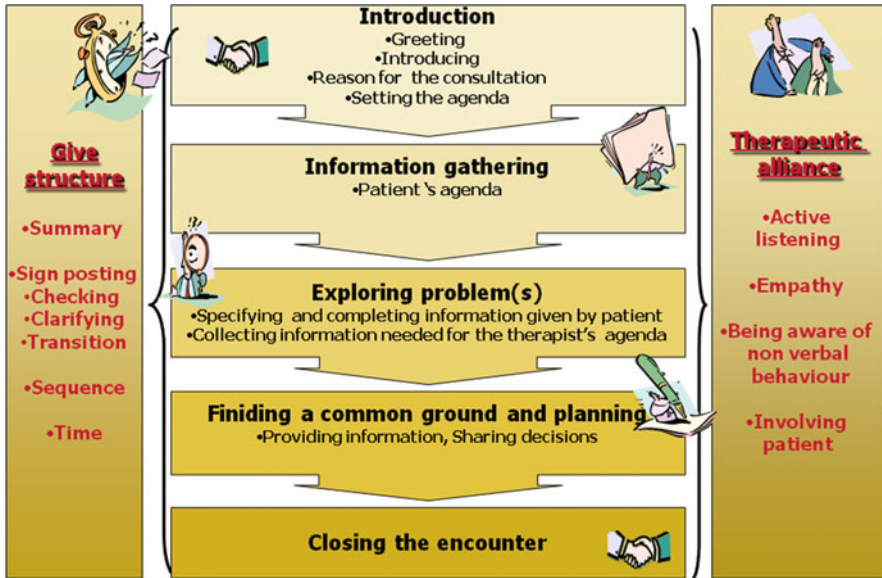 Give
structure
•Summary
•Sign posting
•Checking
•Clarifying
•Transition
•Sequence
•Time
Introduction
•Greeting
•Introducing
•Reason for the consultation
•Setting the agenda
Information gathering
•Patient's agenda
Exploring problem(s)
•Specifying and completing information given by patient
•Collecting information needed for the therapist's agenda
Finiding a common ground and planning
•Providing information, Sharing decisions
Closing the encounter
Therapeutic
alliance
•Active
listening
•Empathy
•Being aware of
non verbal
behaviour
•Involving
patient